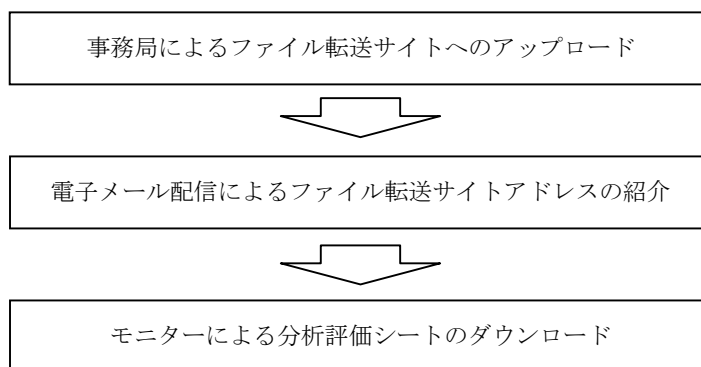 事務局によるファイル転送サイトへのアップロード
電子メール配信によるファイル転送サイトアドレスの紹介
モニターによる分析評価シートのダウンロード